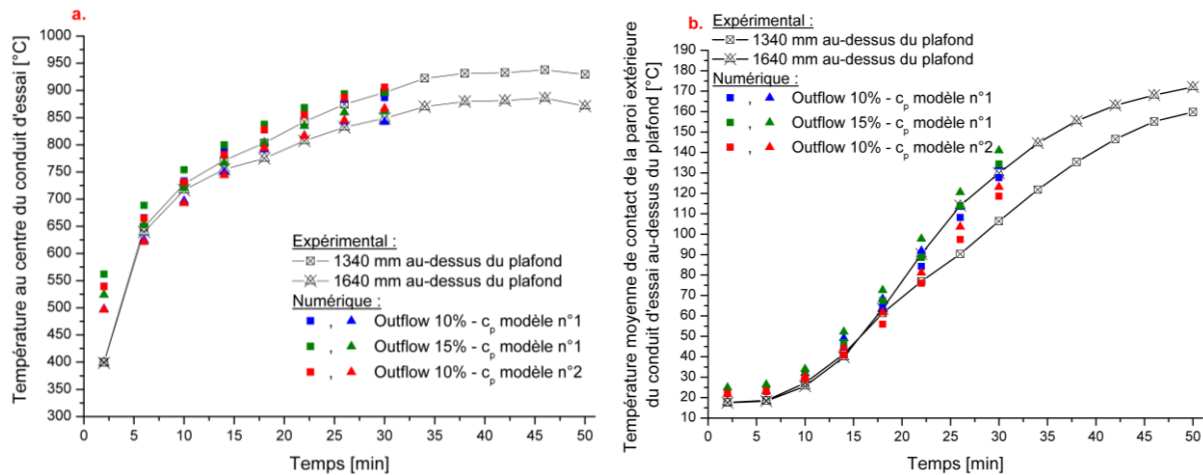 a.
Température au centre du conduit d'essai [°C]
1000
950
900
850
800
750
700
650
600
550
500
450
400
350
300
0 5 10 15 20 25 30 35 40 45 50
Temps [min]
Expérimental :
1340 mm au-dessus du plafond
1640 mm au-dessus du plafond
Numérique :
, Outflow 10% - cp modèle n°1
, Outflow 15% - cp modèle n°1
, Outflow 10% - cp modèle n°2
b.
Température moyenne de contact de la paroi extérieure
du conduit d'essai au-dessus du plafond [°C]
190
180
170
160
150
140
130
120
110
100
90
80
70
60
50
40
30
20
10
0 5 10 15 20 25 30 35 40 45 50
Temps [min]
Expérimental :
1340 mm au-dessus du plafond
1640 mm au-dessus du plafond
Numérique :
, Outflow 10% - cp modèle n°1
, Outflow 15% - cp modèle n°1
, Outflow 10% - cp modèle n°2